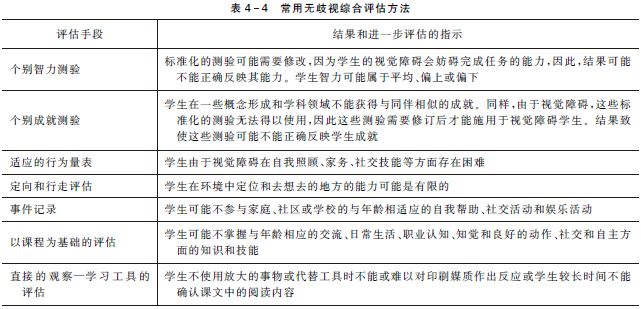 表 4-4 常用无歧视综合评估方法
评估手段 结果和进一步评估的指示
个别智力测验 标准化的测验可能需要修改,因为学生的视觉障碍会妨碍完成任务的能力,因此,结果可能
不能正确反映其能力。学生智力可能属于平均、偏上或偏下
个别成就测验 学生在一些概念形成和学科领域不能获得与同伴相似的成就。同样,由于视觉障碍,这些标
准化的测验无法得以使用,因此这些测验需要修订后才能施用于视觉障碍学生。结果致
使这些测验可能不能正确反映学生成就
适应的行为量表 学生由于视觉障碍在自我照顾、家务、社交技能等方面存在困难
定向和行走评估 学生在环境中定位和去想去的地方的能力可能是有限的
事件记录 学生可能不参与家庭、社区或学校的与年龄相适应的自我帮助、社交活动和娱乐活动
以课程为基础的评估 学生可能不掌握与年龄相应的交流、日常生活、职业认知、知觉和良好的动作、社交和自主方
面的知识和技能
直接的观察—学习工具的
评估
学生不使用放大的事物或代替工具时不能或难以对印刷媒质作出反应或学生较长时间不能
确认课文中的阅读内容